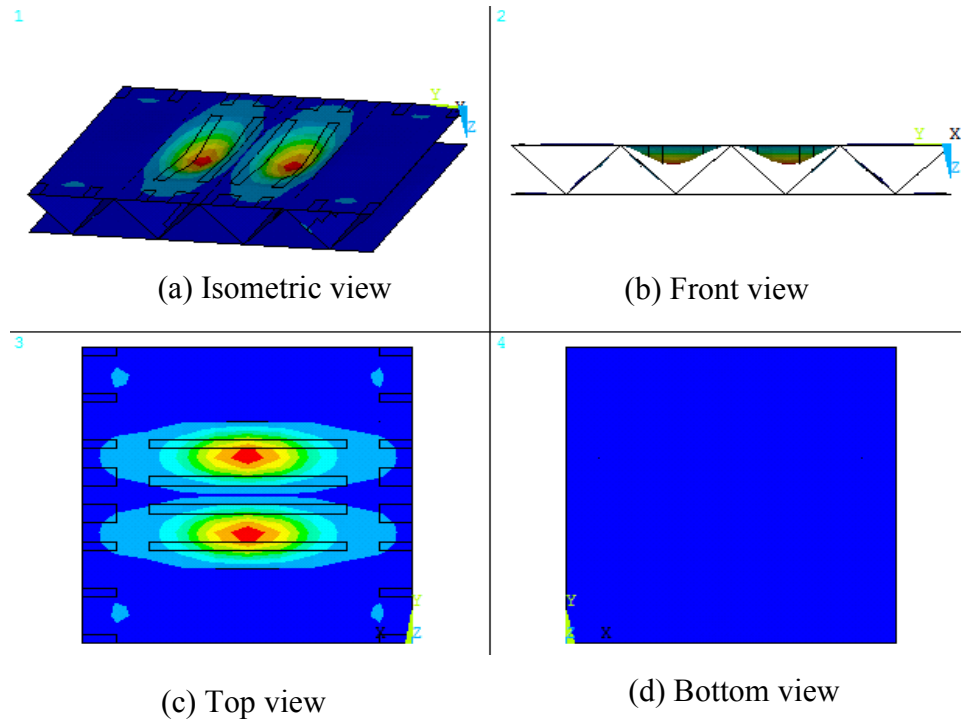 1
Y
X
Z
(a) Isometric view
2
Y
X
Z
(b) Front view
3
Y
X
Z
(c) Top view
4
Y
Z
X
(d) Bottom view